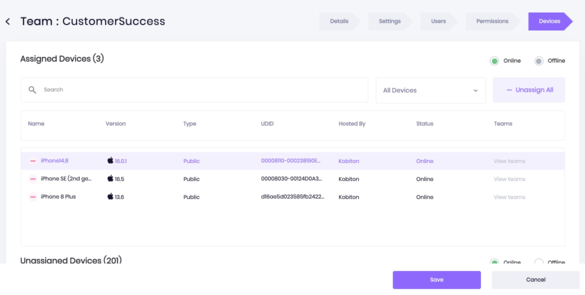 Team : CustomerSuccess
Details
Settings
Users
Permissions
Devices
Assigned Devices (3)
Online
Offline
Search
All Devices
Unassign All
Name Version Type UDID Hosted By Status Teams
iPhone14,8 16.0.1 Public Kobiton Online View teams
iPhone SE (2nd ge... 16.5 Public 00008030-00124D0A3... Kobiton Online View teams
iPhone 8 Plus 13.6 Public d18ae5d023585fb2422... Kobiton Online View teams
Unassigned Devices (201)
Online
Offline
Save
Cancel